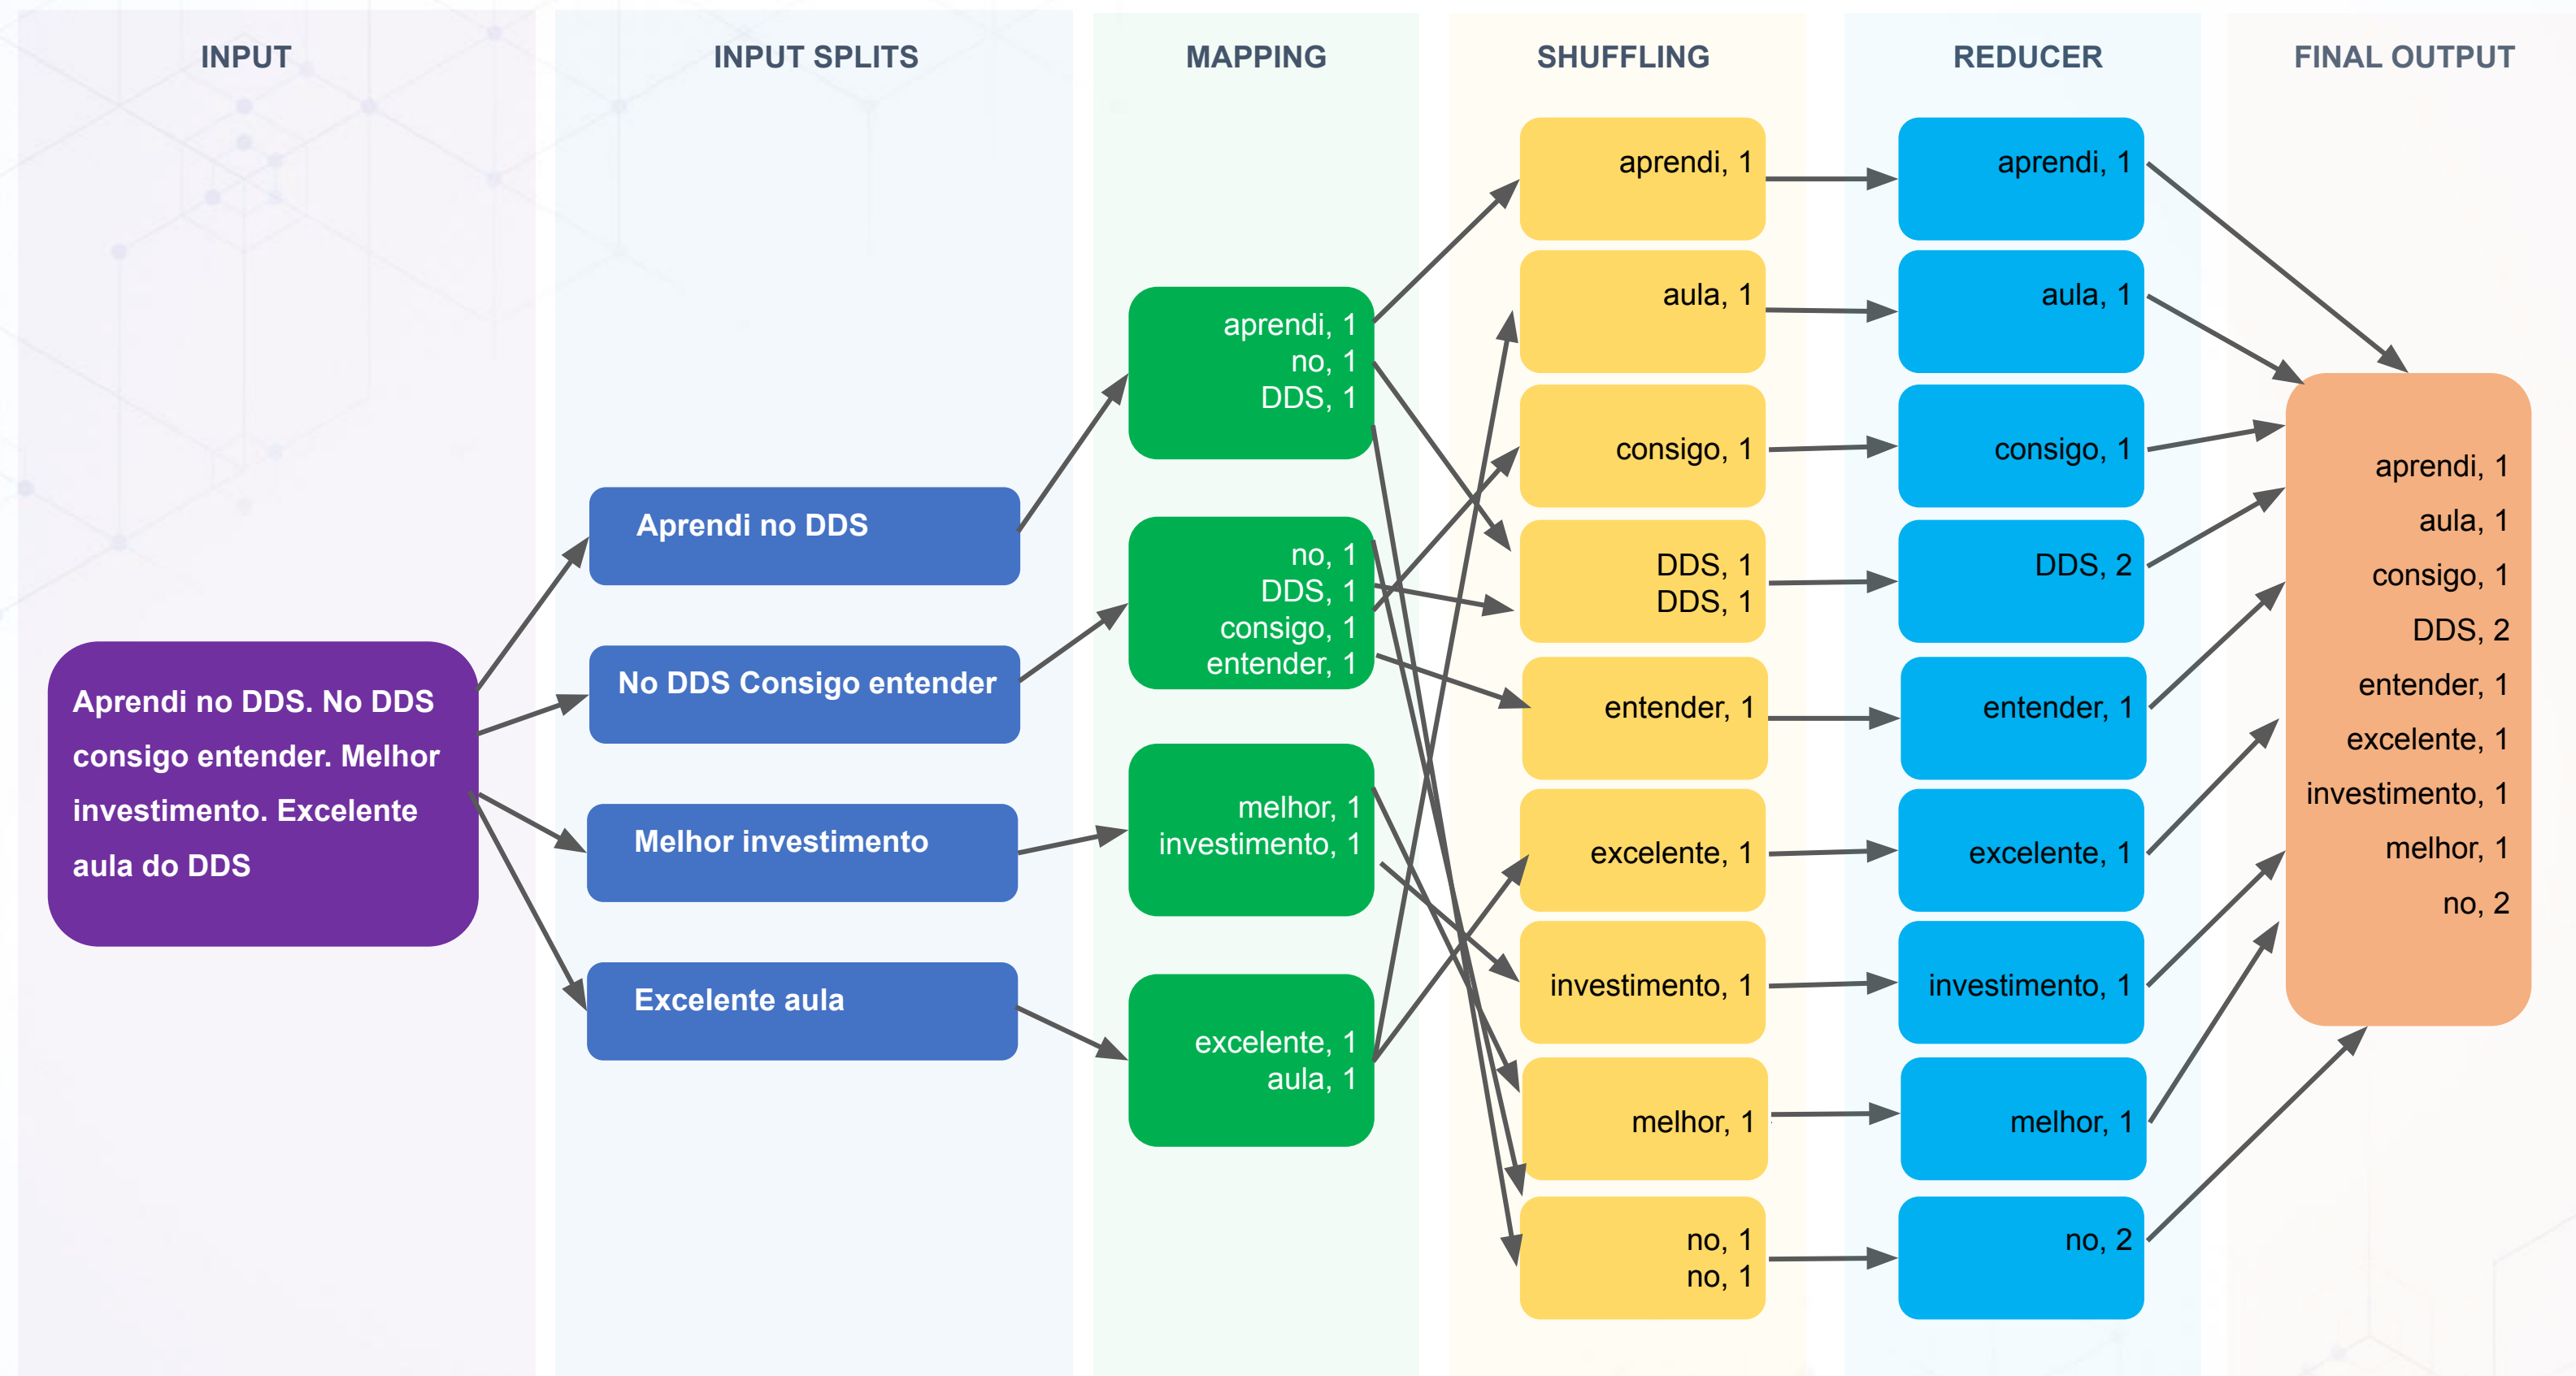 INPUT
Aprendi no DDS. No DDS
consigo entender. Melhor
investimento. Excelente
aula do DDS
INPUT SPLITS
Aprendi no DDS
No DDS Consigo entender
Melhor investimento
Excelente aula
MAPPING
aprendi, 1
no, 1
DDS, 1
no, 1
DDS, 1
consigo, 1
entender, 1
melhor, 1
investimento, 1
excelente, 1
aula, 1
SHUFFLING
aprendi, 1
aula, 1
consigo, 1
DDS, 1
DDS, 1
entender, 1
excelente, 1
investimento, 1
melhor, 1
no, 1
no, 1
REDUCER
aprendi, 1
aula, 1
consigo, 1
DDS, 2
entender, 1
excelente, 1
investimento, 1
melhor, 1
no, 2
FINAL OUTPUT
aprendi, 1
aula, 1
consigo, 1
DDS, 2
entender, 1
excelente, 1
investimento, 1
melhor, 1
no, 2